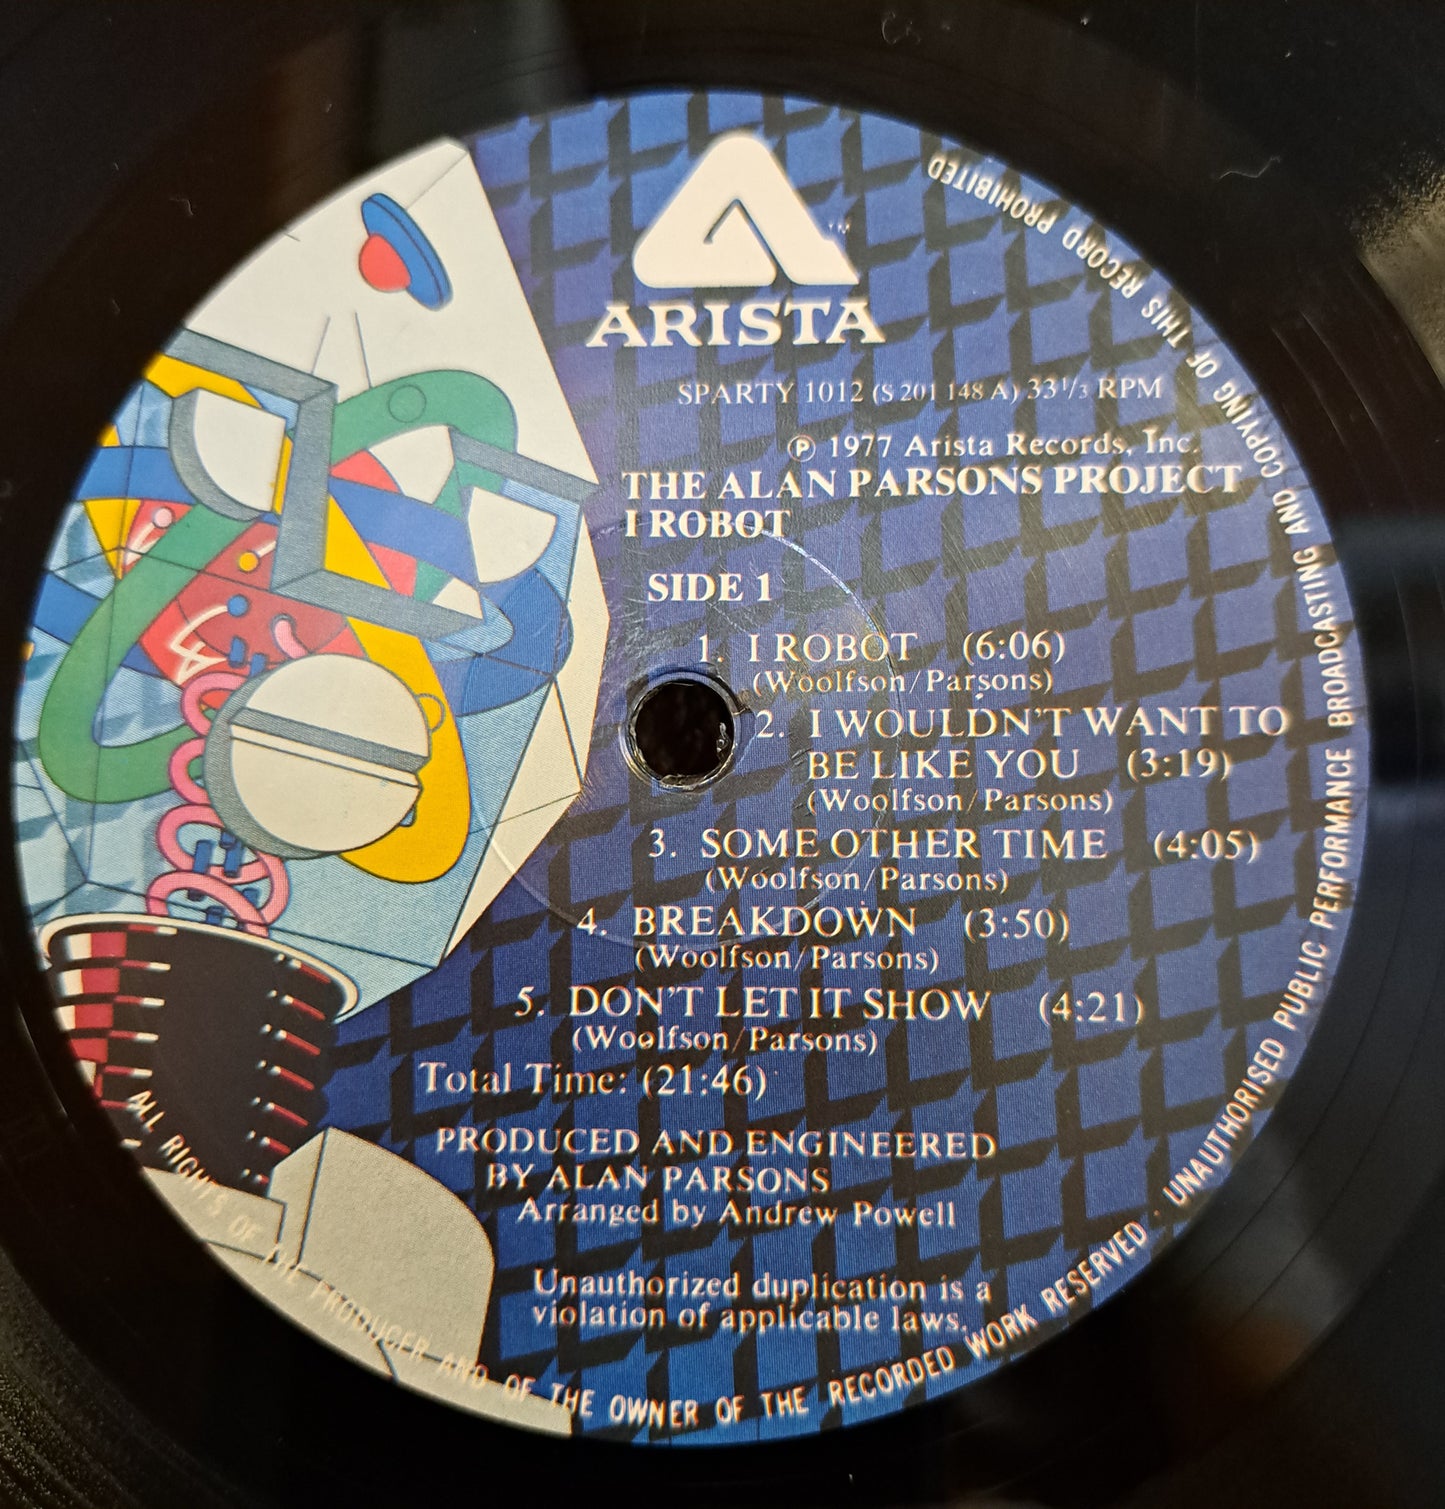 ARISTA
SPARTY 1012 (S 201 148 A) 33 1/3 RPM
℗ 1977 Arista Records, Inc.
THE ALAN PARSONS PROJECT
I ROBOT
SIDE 1
1. I ROBOT (6:06)
(Woolfson/Parsons)
2. I WOULDN'T WANT TO
BE LIKE YOU (3:19)
(Woolfson/Parsons)
3. SOME OTHER TIME (4:05)
(Woolfson/Parsons)
4. BREAKDOWN (3:50)
(Woolfson/Parsons)
5. DON'T LET IT SHOW (4:21)
(Woolfson/Parsons)
Total Time: (21:46)
PRODUCED AND ENGINEERED
BY ALAN PARSONS
Arranged by Andrew Powell
Unauthorized duplication is a
violation of applicable laws.
ALL RIGHTS OF THE PRODUCER AND OF THE OWNER OF THE RECORDED WORK RESERVED · UNAUTHORISED PUBLIC PERFORMANCE BROADCASTING AND COPYING OF THIS RECORD PROHIBITED